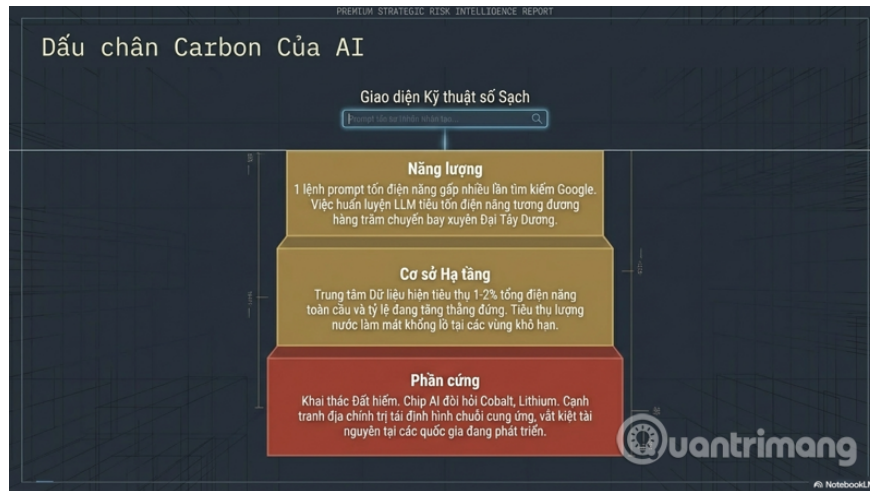 PREMIUM STRATEGIC RISK INTELLIGENCE REPORT
Dấu chân Carbon Của AI
Giao diện Kỹ thuật số Sạch
Năng lượng
1 lệnh prompt tốn điện năng gấp nhiều lần tìm kiếm Google.
Việc huấn luyện LLM tiêu tốn điện năng tương đương
hàng trăm chuyến bay xuyên Đại Tây Dương.
Cơ sở Hạ tầng
Trung tâm Dữ liệu hiện tiêu thụ 1-2% tổng điện năng
toàn cầu và tỷ lệ đang tăng thẳng đứng. Tiêu thụ lượng
nước làm mát khổng lồ tại các vùng khô hạn.
Phần cứng
Khai thác Đất hiếm. Chip AI đòi hỏi Cobalt, Lithium. Cạnh
tranh địa chính trị tái định hình chuỗi cung ứng, vắt kiệt tài
nguyên tại các quốc gia đang phát triển.
Quantrimang
NotebookLM